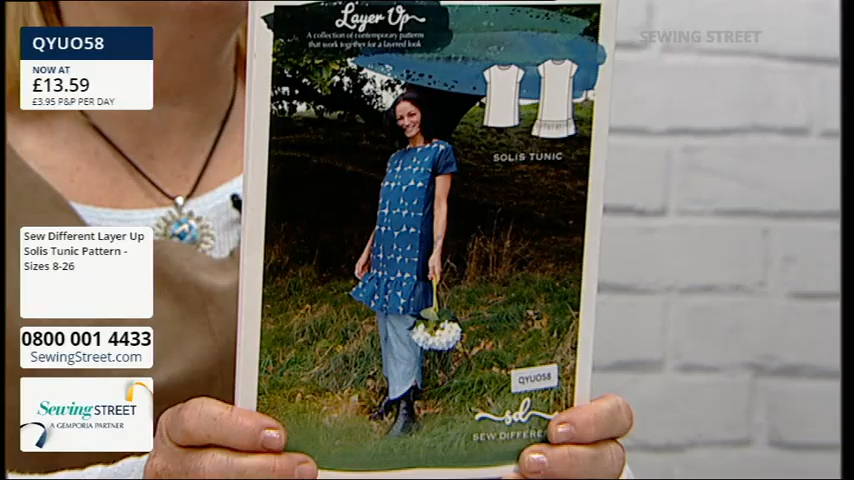 QYUO58
NOW AT
£13.59
£3.95 P&P PER DAY
Sew Different Layer Up
Solis Tunic Pattern -
Sizes 8-26
0800 001 4433
SewingStreet.com
Sewing STREET
A GEMPORIA PARTNER
Layer Up
A collection of contemporary patterns
that work together for a layered look
SOLIS TUNIC
QYUO58
sd
SEW DIFFERE
SEWING STREET